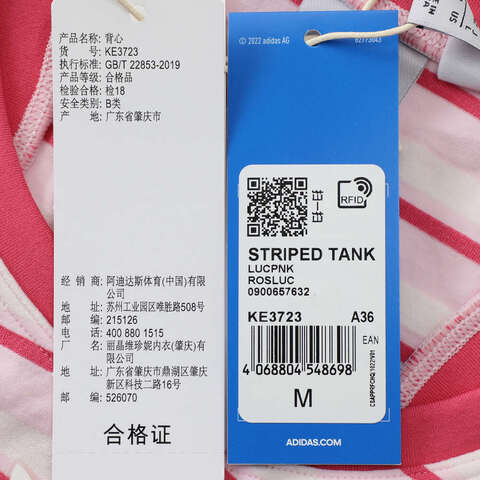 品　　名：背心
货　　号：KE3723
执行标准：GB/T 22853-2019
产品等级：合格品
检验合格：检18
安全类别：B类
产　　地：广东省肇庆市
经 销 商：阿迪达斯体育(中国)有限公司
地　　址：苏州工业园区唯胜路508号
邮　　编：215126
电　　话：400 880 1515
生 产 商：丽晶维珍妮内衣(肇庆)有限公司
地　　址：广东省肇庆市鼎湖区肇庆新区科技二路16号
邮　　编：526070
合格证
© 2022 adidas AG
62773043
RFID
STRIPED TANK
LUCPNK
ROSLUC
0900657632
KE3723 A36
EAN
4 068804 548698
M
ADIDAS.COM
US